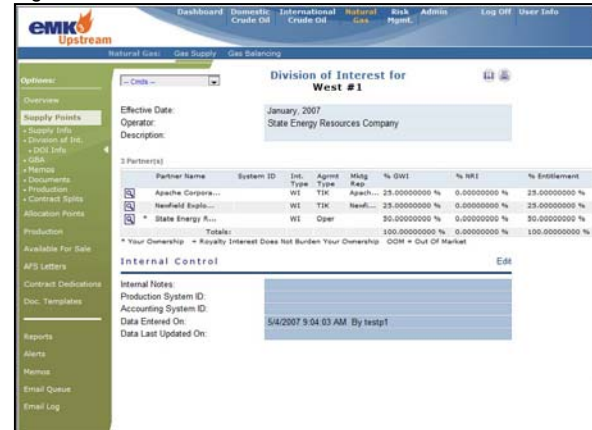 emK
Upstream
Dashboard Domestic Crude Oil International Crude Oil Natural Gas Risk Mgmt. Admin Log Off User Info
Natural Gas: Gas Supply Gas Balancing
Options:
Overview
Supply Points
Supply Info
Division of Int.
DOI Info
GBA
Memos
Documents
Production
Contract Splits
Allocation Points
Production
Available For Sale
AFS Letters
Contract Dedications
Doc. Templates
Reports
Alerts
Memos
Email Queue
Email Log
-- Cmds --
Division of Interest for
West #1
Effective Date: January, 2007
Operator: State Energy Resources Company
Description:
3 Partner(s)
Partner Name System ID Int. Type Agrmt Type Mktg Rep % GWI % NRI % Entitlement
Apache Corpora... WI TIK Apach... 25.00000000 % 0.00000000 % 25.00000000 %
Newfield Explo... WI TIK Newfi... 25.00000000 % 0.00000000 % 25.00000000 %
* State Energy R... WI Oper 50.00000000 % 0.00000000 % 50.00000000 %
Totals: 100.00000000 % 0.00000000 % 100.00000000 %
* Your Ownership + Royalty Interest Does Not Burden Your Ownership OOM = Out Of Market
Internal Control Edit
Internal Notes:
Production System ID:
Accounting System ID:
Data Entered On: 5/4/2007 9:04:03 AM By testp1
Data Last Updated On: